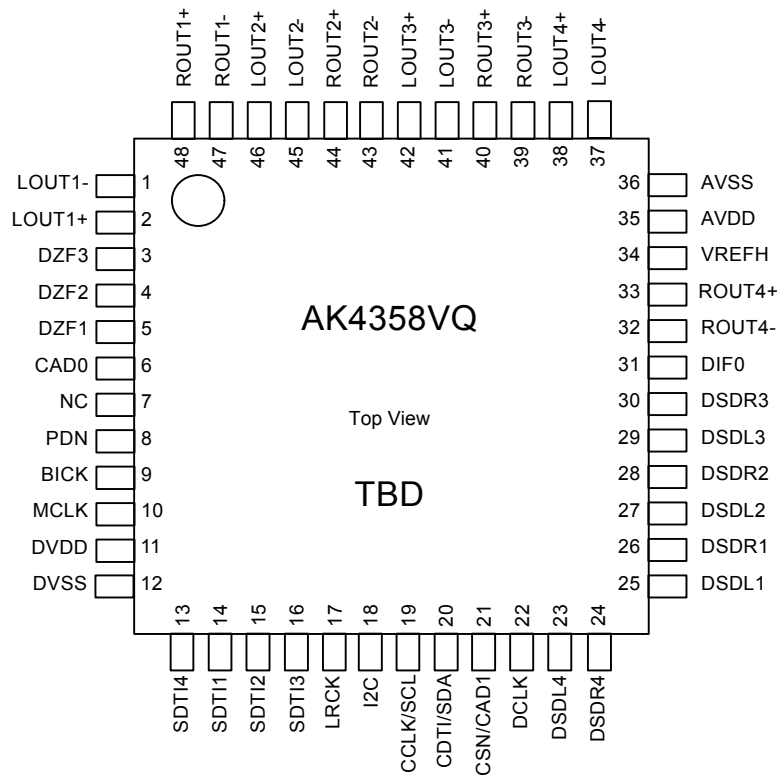 ROUT1+ ROUT1- LOUT2+ LOUT2- ROUT2+ ROUT2- LOUT3+ LOUT3- ROUT3+ ROUT3- LOUT4+ LOUT4-
48 47 46 45 44 43 42 41 40 39 38 37
LOUT1- 1 36 AVSS
LOUT1+ 2 35 AVDD
DZF3 3 34 VREFH
DZF2 4 33 ROUT4+
DZF1 5 32 ROUT4-
CAD0 6 31 DIF0
NC 7 30 DSDR3
PDN 8 29 DSDL3
BICK 9 28 DSDR2
MCLK 10 27 DSDL2
DVDD 11 26 DSDR1
DVSS 12 25 DSDL1
AK4358VQ
Top View
TBD
13 14 15 16 17 18 19 20 21 22 23 24
SDTI4 SDTI1 SDTI2 SDTI3 LRCK I2C CCLK/SCL CDTI/SDA CSN/CAD1 DCLK DSDL4 DSDR4